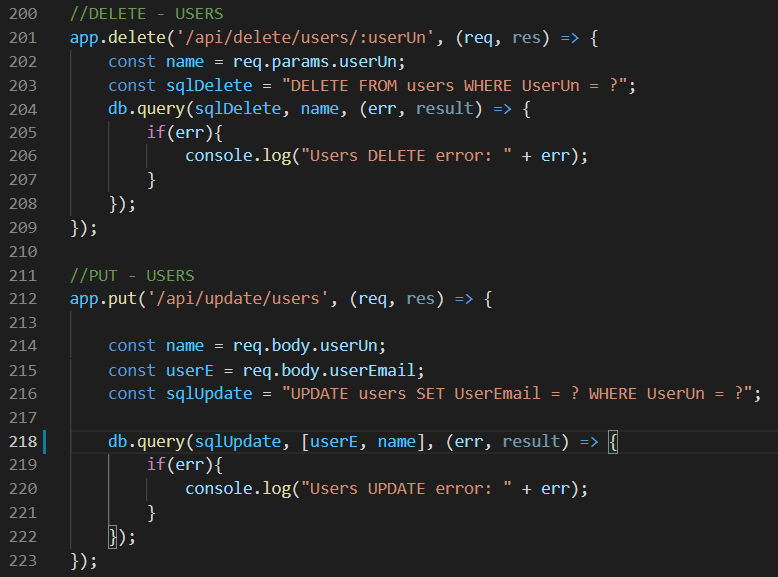 200 //DELETE - USERS
201 app.delete('/api/delete/users/:userUn', (req, res) => {
202     const name = req.params.userUn;
203     const sqlDelete = "DELETE FROM users WHERE UserUn = ?";
204     db.query(sqlDelete, name, (err, result) => {
205         if(err){
206             console.log("Users DELETE error: " + err);
207         }
208     });
209 });
210
211 //PUT - USERS
212 app.put('/api/update/users', (req, res) => {
213
214     const name = req.body.userUn;
215     const userE = req.body.userEmail;
216     const sqlUpdate = "UPDATE users SET UserEmail = ? WHERE UserUn = ?";
217
218     db.query(sqlUpdate, [userE, name], (err, result) => {
219         if(err){
220             console.log("Users UPDATE error: " + err);
221         }
222     });
223 });